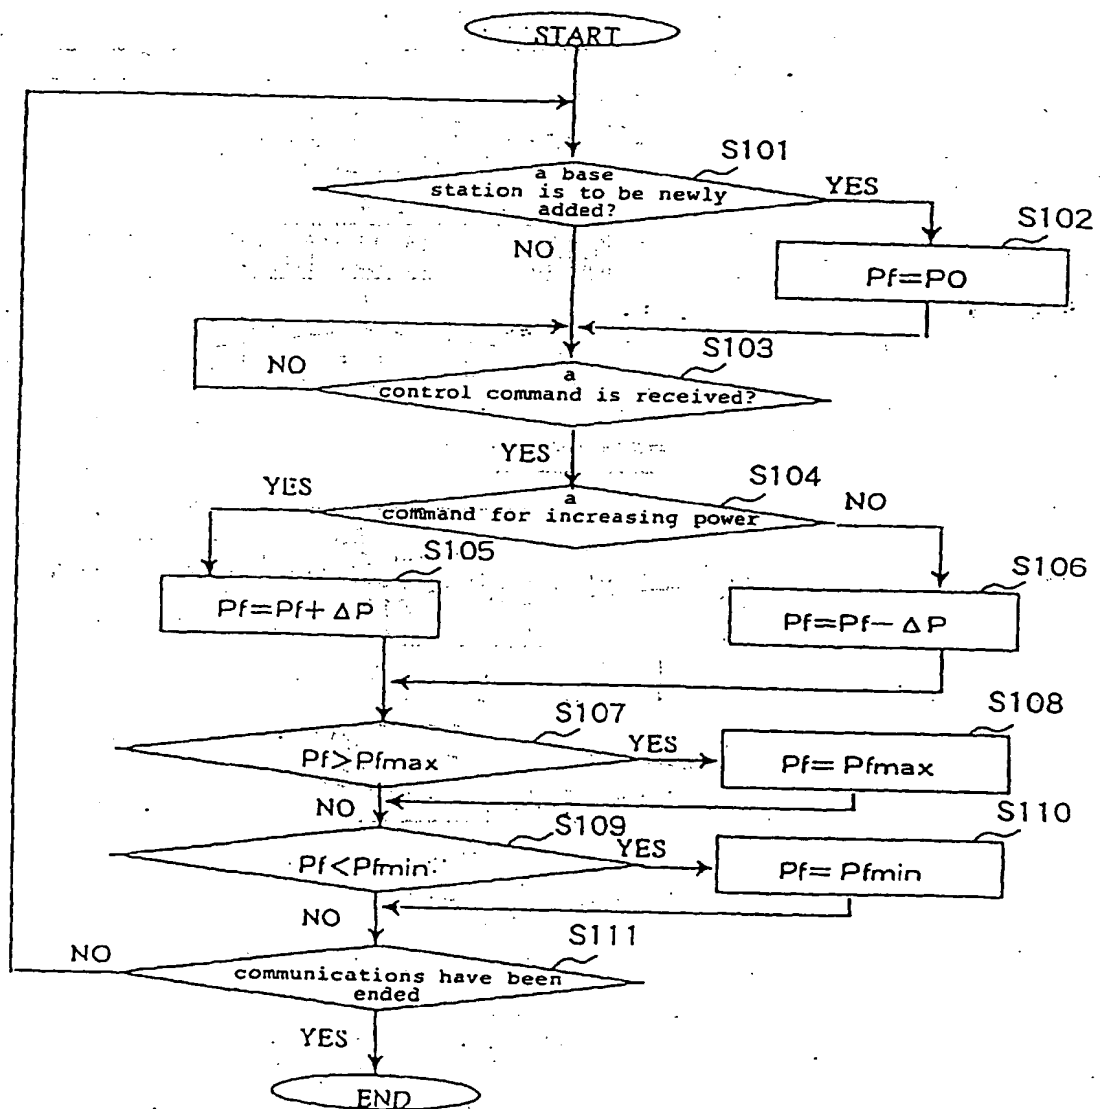 START
S101
a base
station is to be newly
added?
YES
S102
NO
Pf=P0
S103
NO
a
control command is received?
YES
S104
YES
a
command for increasing power
NO
S105
S106
Pf=Pf+ ΔP
Pf=Pf− ΔP
S107
S108
Pf>Pfmax
YES
Pf= Pfmax
NO
S109
S110
Pf<Pfmin
YES
Pf= Pfmin
NO
S111
NO
communications have been
ended
YES
END